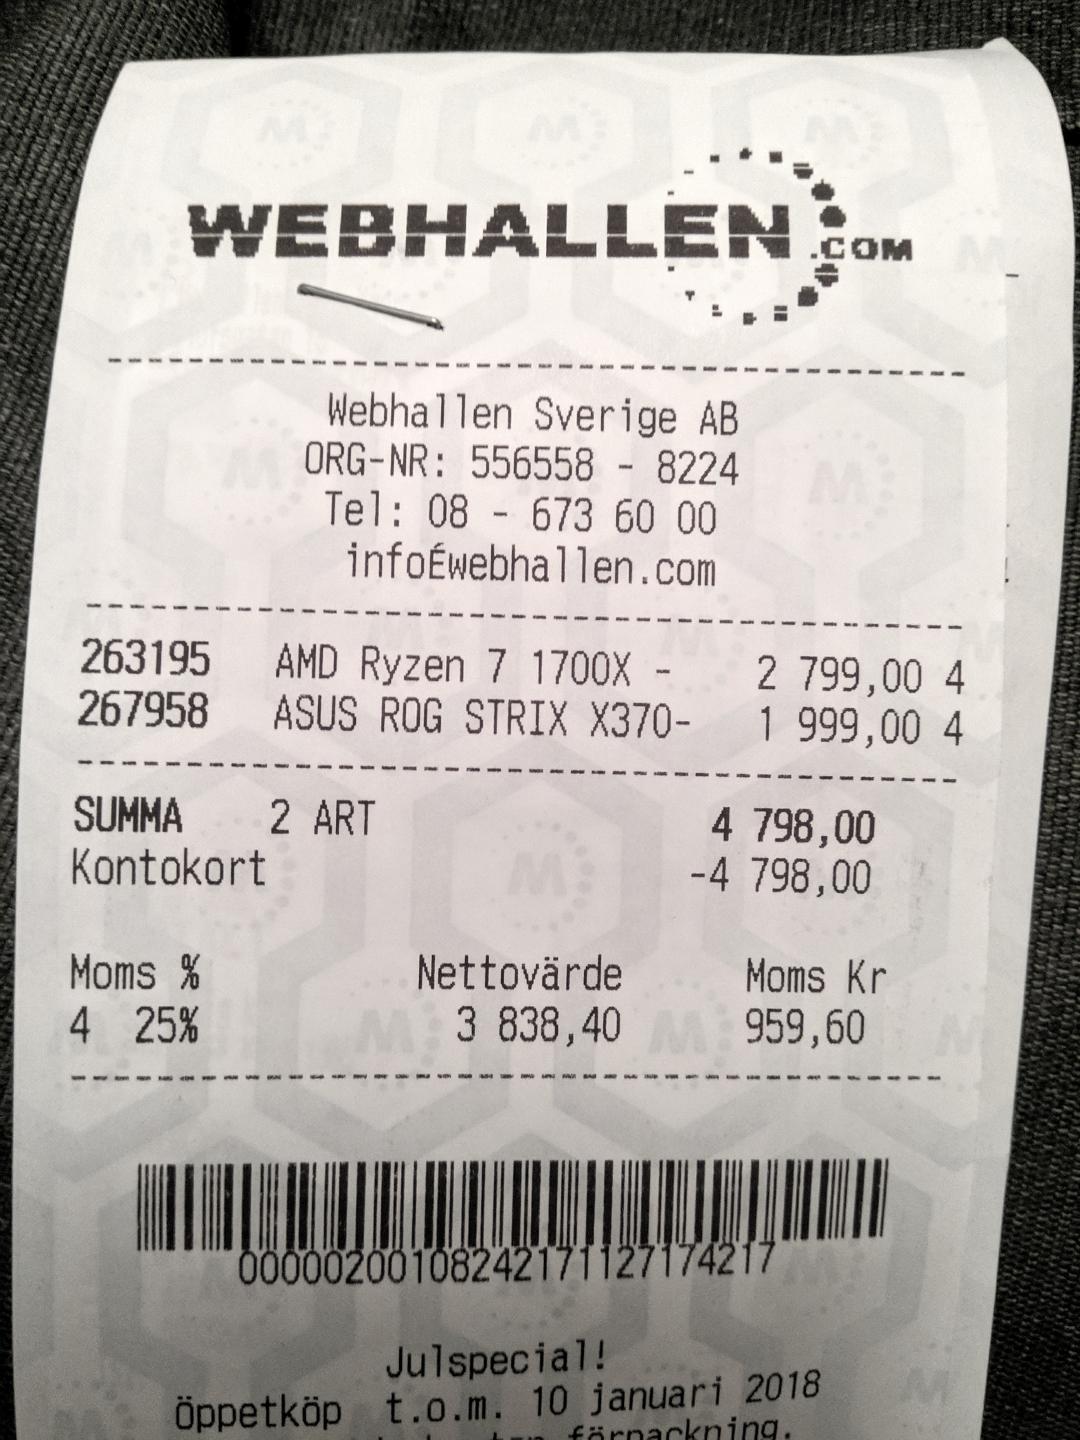 WEBHALLEN.COM
Webhallen Sverige AB
ORG-NR: 556558 - 8224
Tel: 08 - 673 60 00
infoÉwebhallen.com
263195 AMD Ryzen 7 1700X - 2 799,00 4
267958 ASUS ROG STRIX X370- 1 999,00 4
SUMMA 2 ART 4 798,00
Kontokort -4 798,00
Moms % Nettovärde Moms Kr
4 25% 3 838,40 959,60
0000020010824217112717​4217
Julspecial!
Öppetköp t.o.m. 10 januari 2018
förpackning.